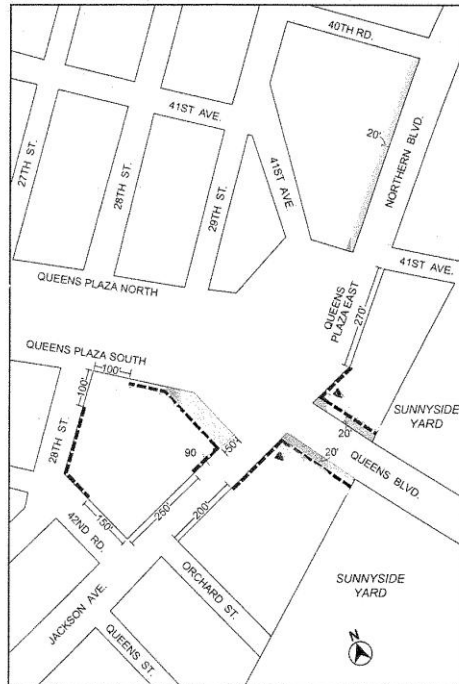 40TH RD.
41ST AVE.
20'
NORTHERN BLVD.
27TH ST.
28TH ST.
29TH ST.
41ST AVE.
41ST AVE.
QUEENS PLAZA NORTH
QUEENS
PLAZA EAST
270'
QUEENS PLAZA SOUTH
100'
100'
28TH ST.
SUNNYSIDE
YARD
20'
50'
90
20'
QUEENS BLVD.
250'
200'
150'
42ND RD.
ORCHARD ST.
JACKSON AVE.
QUEENS ST.
SUNNYSIDE
YARD
N